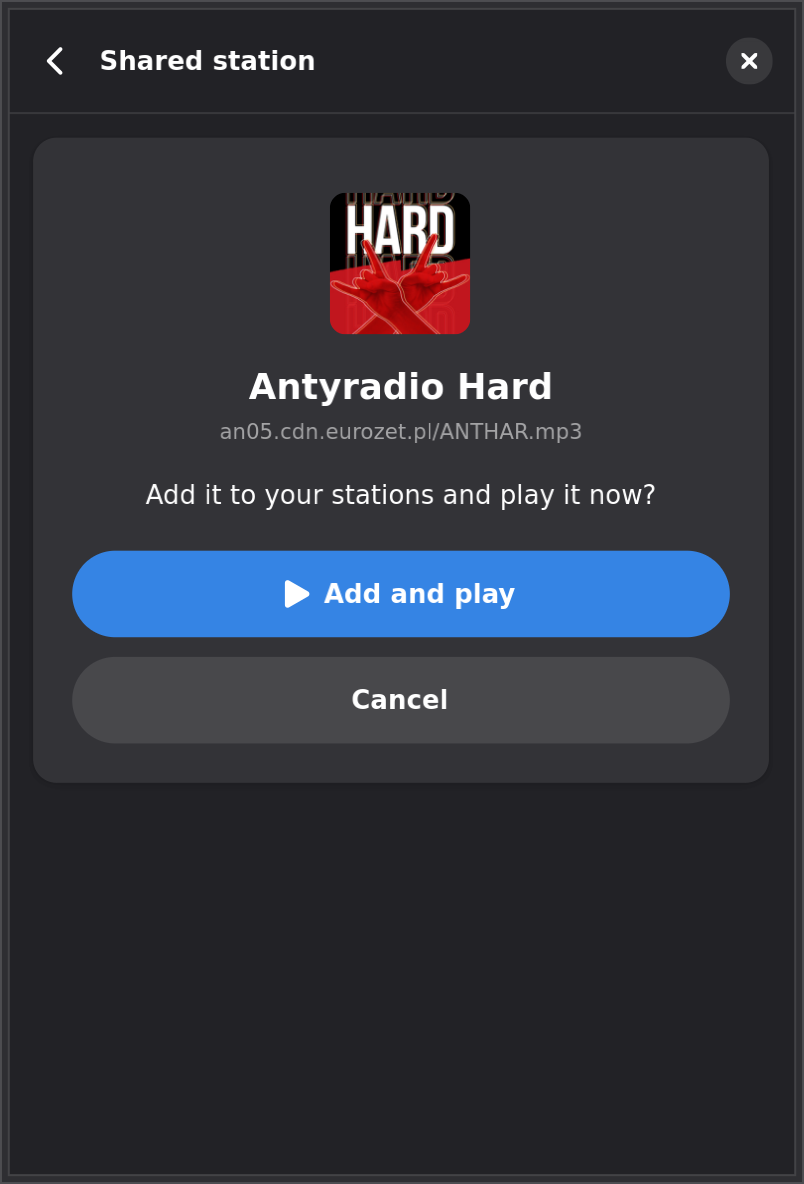 Shared station
HARD
Antyradio Hard
an05.cdn.eurozet.pl/ANTHAR.mp3
Add it to your stations and play it now?
Add and play
Cancel